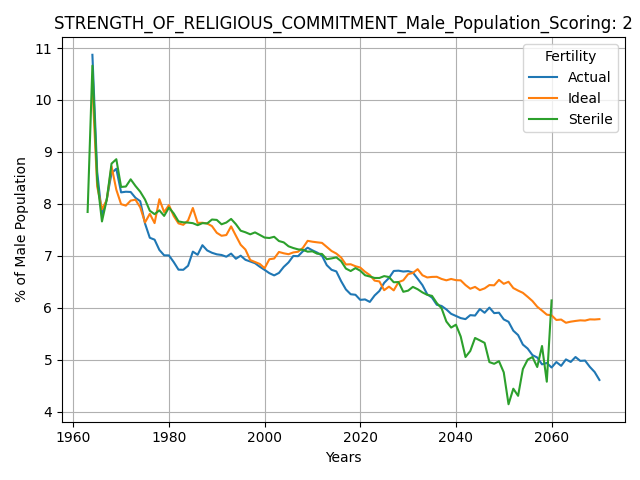 STRENGTH_OF_RELIGIOUS_COMMITMENT_Male_Population_Scoring: 2
Fertility
Actual
Ideal
Sterile
% of Male Population
11
10
9
8
7
6
5
4
1960 1980 2000 2020 2040 2060
Years